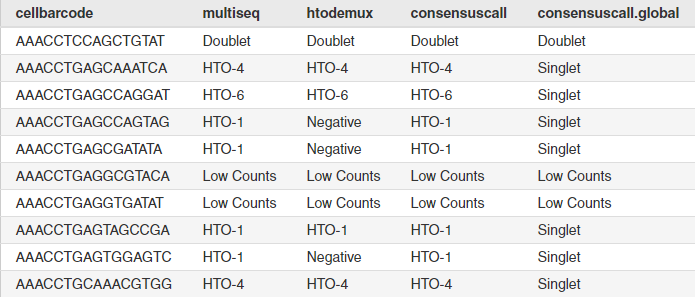 cellbarcode multiseq htodemux consensuscall consensuscall.global
AAACCTCCAGCTGTAT Doublet Doublet Doublet Doublet
AAACCTGAGCAAATCA HTO-4 HTO-4 HTO-4 Singlet
AAACCTGAGCCAGGAT HTO-6 HTO-6 HTO-6 Singlet
AAACCTGAGCCAGTAG HTO-1 Negative HTO-1 Singlet
AAACCTGAGCGATATA HTO-1 Negative HTO-1 Singlet
AAACCTGAGGCGTACA Low Counts Low Counts Low Counts Low Counts
AAACCTGAGGTGATAT Low Counts Low Counts Low Counts Low Counts
AAACCTGAGTAGCCGA HTO-1 HTO-1 HTO-1 Singlet
AAACCTGAGTGGAGTC HTO-1 Negative HTO-1 Singlet
AAACCTGCAAACGTGG HTO-4 HTO-4 HTO-4 Singlet